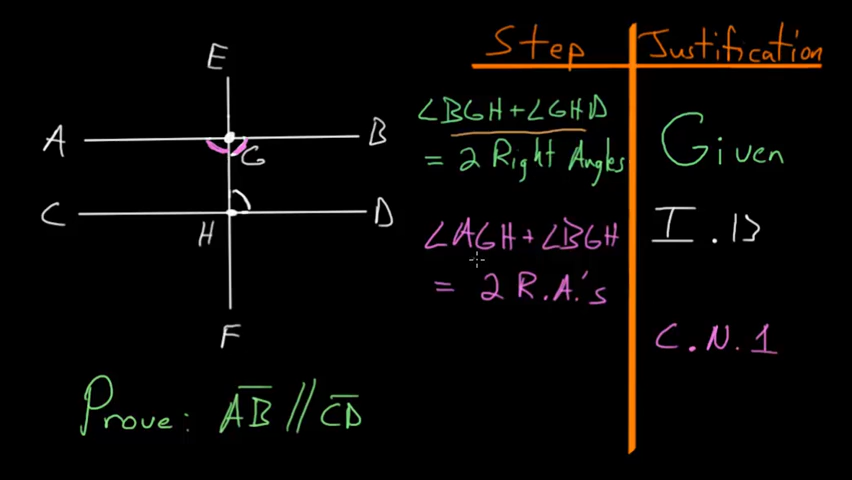 Step
Justification
E
A
B
G
C
D
H
F
∠BGH+∠GHD
= 2 Right Angles
Given
∠AGH+∠BGH
= 2 R.A.'s
I.13
C.N.1
Prove: AB // CD